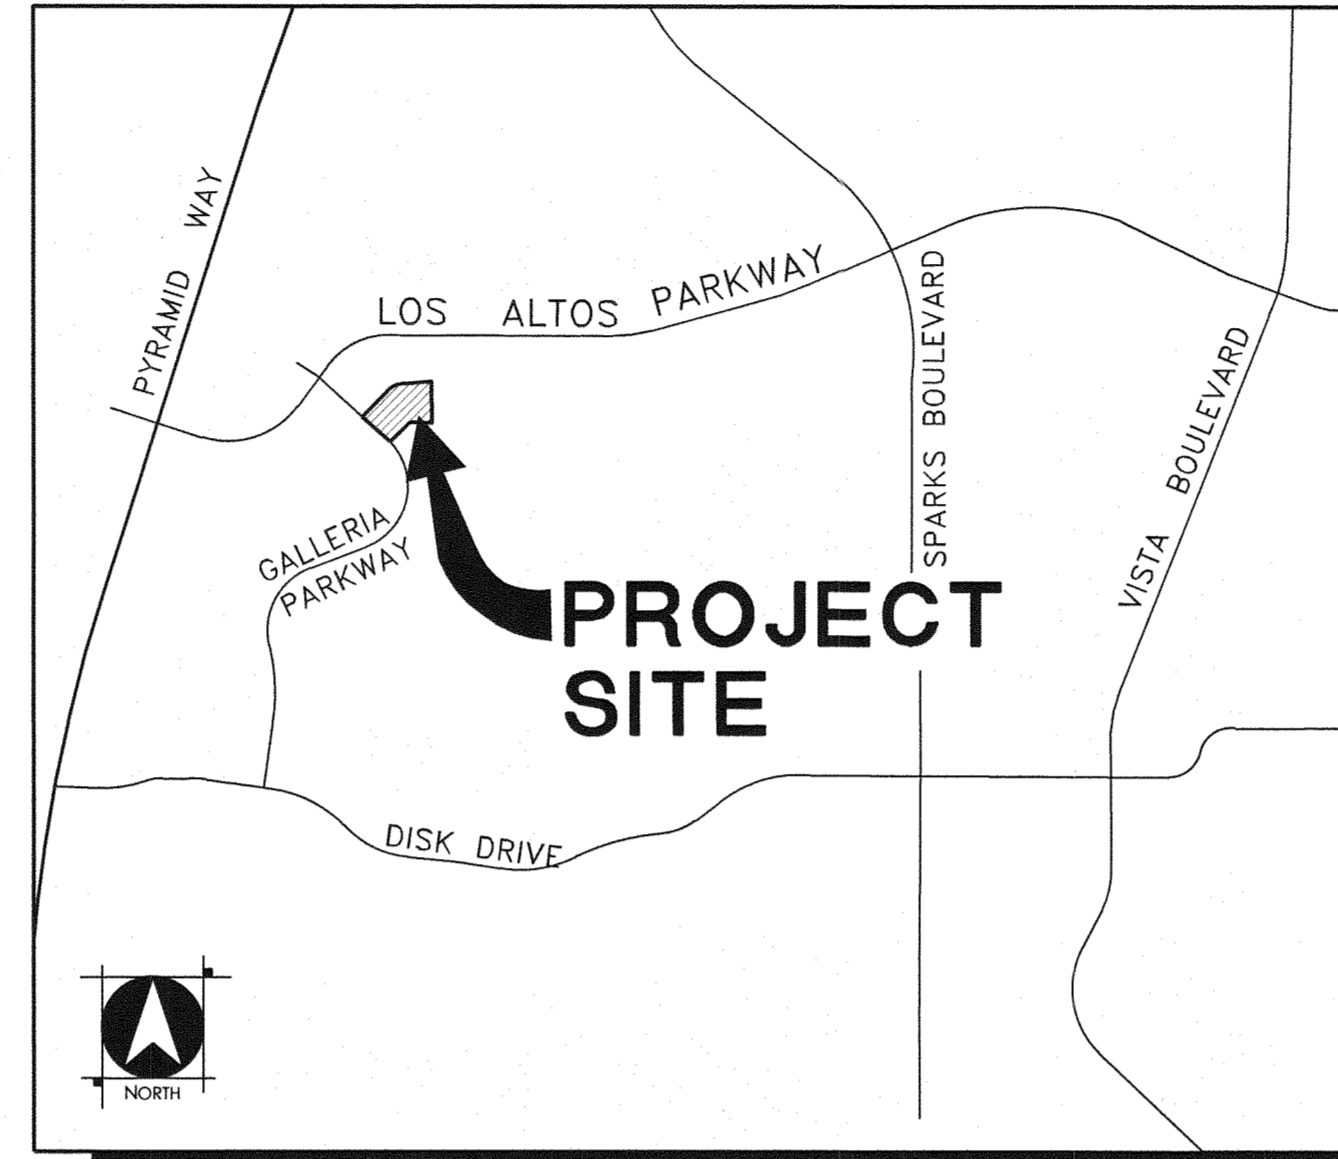 PYRAMID WAY
LOS ALTOS PARKWAY
SPARKS BOULEVARD
VISTA BOULEVARD
GALLERIA
PARKWAY
PROJECT
SITE
DISK DRIVE
NORTH